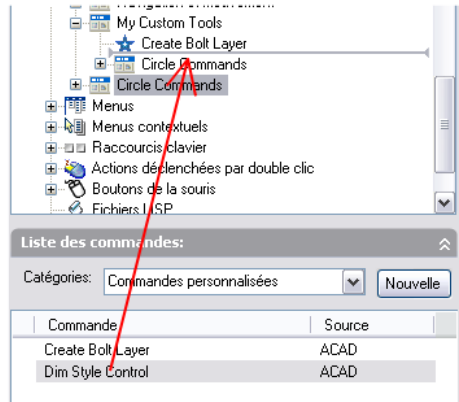 My Custom Tools
Create Bolt Layer
Circle Commands
Circle Commands
Menus
Menus contextuels
Raccourcis clavier
Actions déclenchées par double clic
Boutons de la souris
Fichiers LISP
Liste des commandes:
Catégories: Commandes personnalisées Nouvelle
Commande Source
Create Bolt Layer ACAD
Dim Style Control ACAD